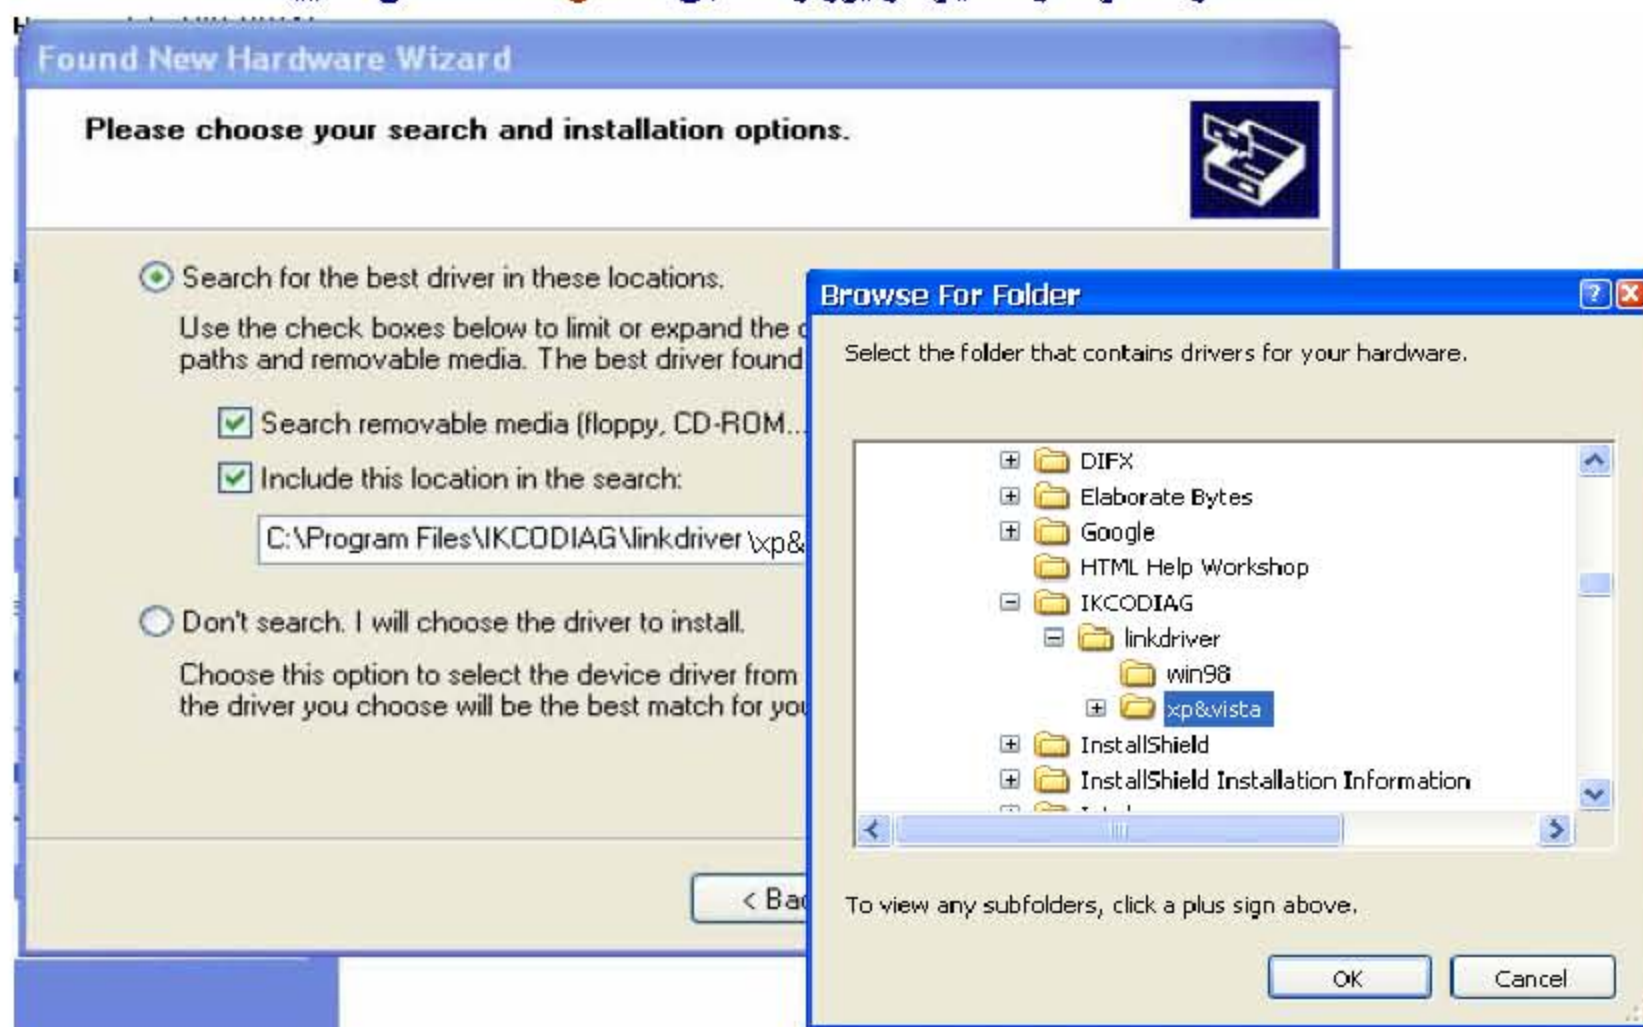 Found New Hardware Wizard
Please choose your search and installation options.
Search for the best driver in these locations.
Use the check boxes below to limit or expand the
paths and removable media. The best driver found
Search removable media (floppy, CD-ROM...
Include this location in the search:
C:\Program Files\IKCODIAG\linkdriver\xp&
Don't search. I will choose the driver to install.
Choose this option to select the device driver from
the driver you choose will be the best match for
< Bac
Browse For Folder
Select the folder that contains drivers for your hardware.
DIFX
Elaborate Bytes
Google
HTML Help Workshop
IKCODIAG
linkdriver
win98
xp&vista
InstallShield
InstallShield Installation Information
To view any subfolders, click a plus sign above.
OK
Cancel